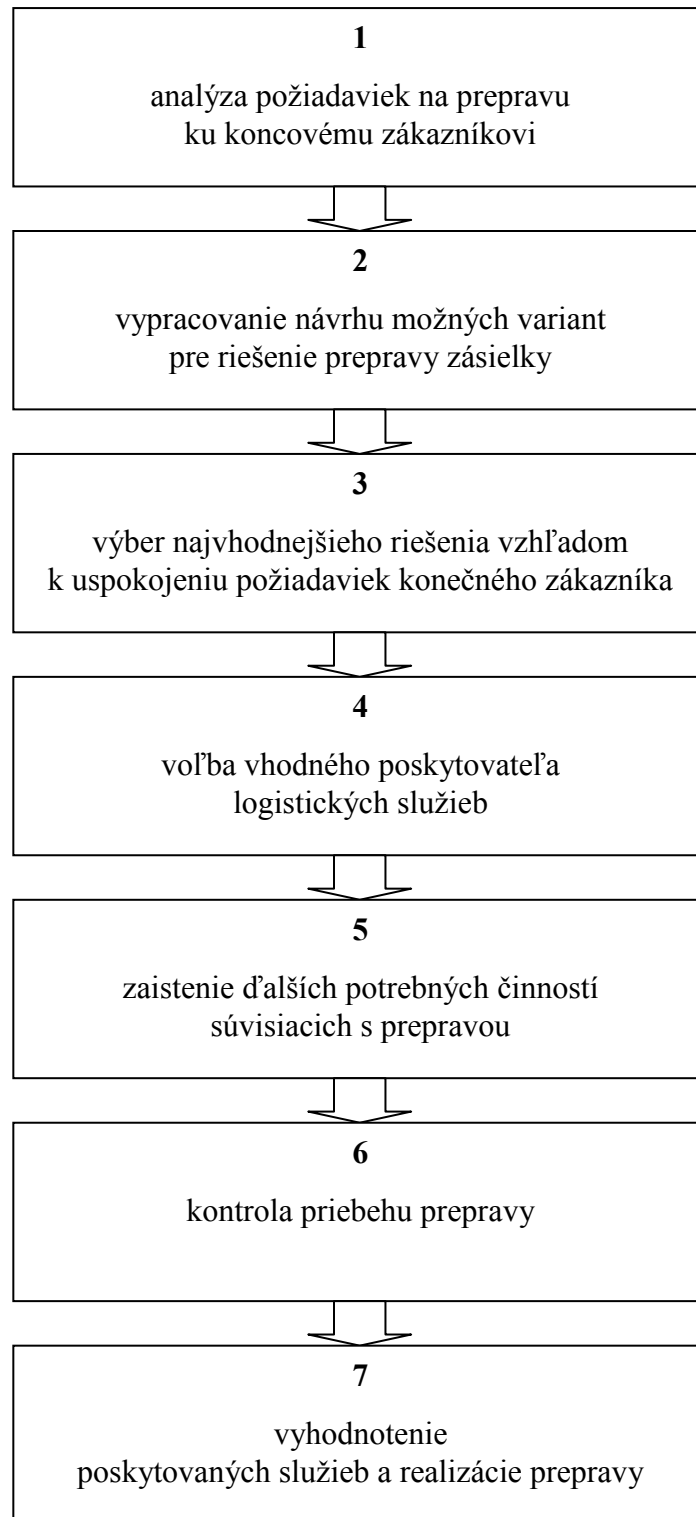 1
analýza požiadaviek na prepravu
ku koncovému zákazníkovi
2
vypracovanie návrhu možných variant
pre riešenie prepravy zásielky
3
výber najvhodnejšieho riešenia vzhľadom
k uspokojeniu požiadaviek konečného zákazníka
4
voľba vhodného poskytovateľa
logistických služieb
5
zaistenie ďalších potrebných činností
súvisiacich s prepravou
6
kontrola priebehu prepravy
7
vyhodnotenie
poskytovaných služieb a realizácie prepravy